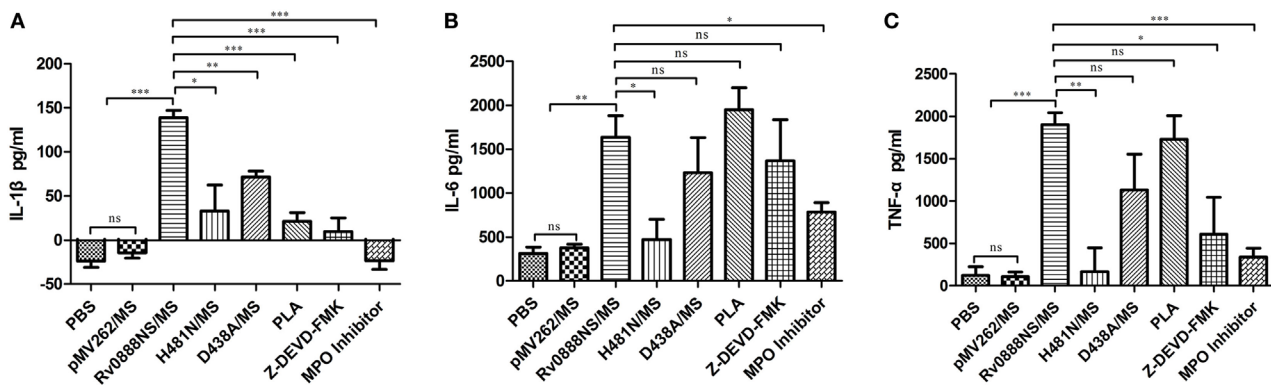 A
IL-1β pg/ml
200
150
100
50
0
-50
ns
***
*
**
***
***
***
PBS
pMV262/MS
Rv0888NS/MS
H481N/MS
D438A/MS
PLA
Z-DEVD-FMK
MPO Inhibitor
B
IL-6 pg/ml
2500
2000
1500
1000
500
0
ns
**
*
ns
ns
ns
*
PBS
pMV262/MS
Rv0888NS/MS
H481N/MS
D438A/MS
PLA
Z-DEVD-FMK
MPO Inhibitor
C
TNF-α pg/ml
2500
2000
1500
1000
500
0
ns
***
**
ns
ns
*
***
PBS
pMV262/MS
Rv0888NS/MS
H481N/MS
D438A/MS
PLA
Z-DEVD-FMK
MPO Inhibitor